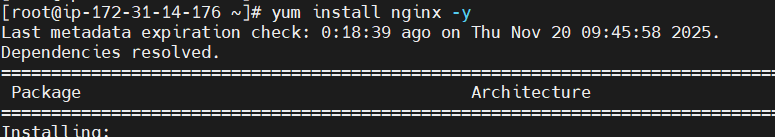 [root@ip-172-31-14-176 ~]# yum install nginx -y
Last metadata expiration check: 0:18:39 ago on Thu Nov 20 09:45:58 2025.
Dependencies resolved.
================================================================================
Package Architecture
================================================================================
Installing: